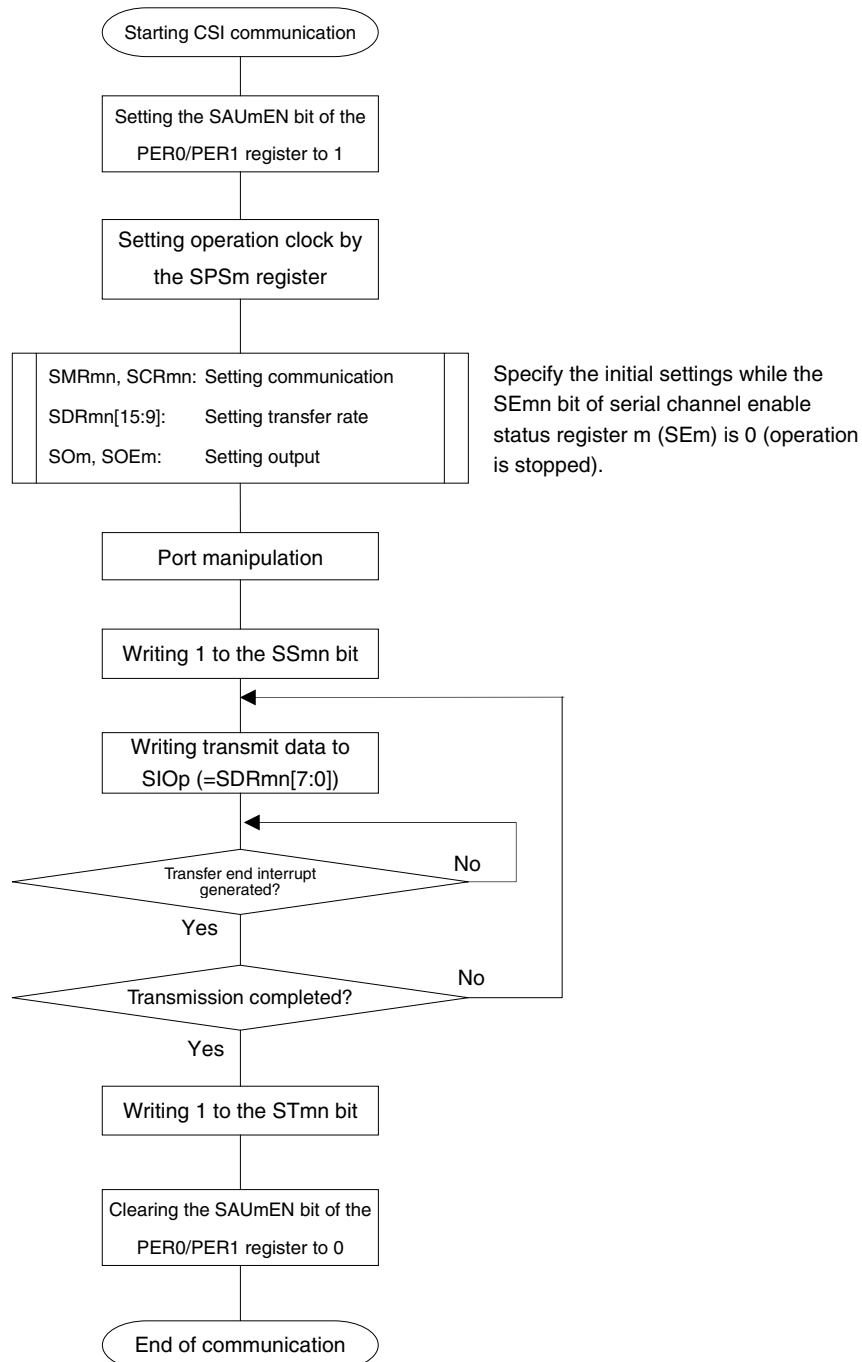 Starting CSI communication
Setting the SAUmEN bit of the
PER0/PER1 register to 1
Setting operation clock by
the SPSm register
SMRmn, SCRmn: Setting communication
SDRmn[15:9]: Setting transfer rate
SOm, SOEm: Setting output
Specify the initial settings while the
SEmn bit of serial channel enable
status register m (SEm) is 0 (operation
is stopped).
Port manipulation
Writing 1 to the SSmn bit
Writing transmit data to
SIOp (=SDRmn[7:0])
Transfer end interrupt
generated?
No
Yes
Transmission completed?
No
Yes
Writing 1 to the STmn bit
Clearing the SAUmEN bit of the
PER0/PER1 register to 0
End of communication